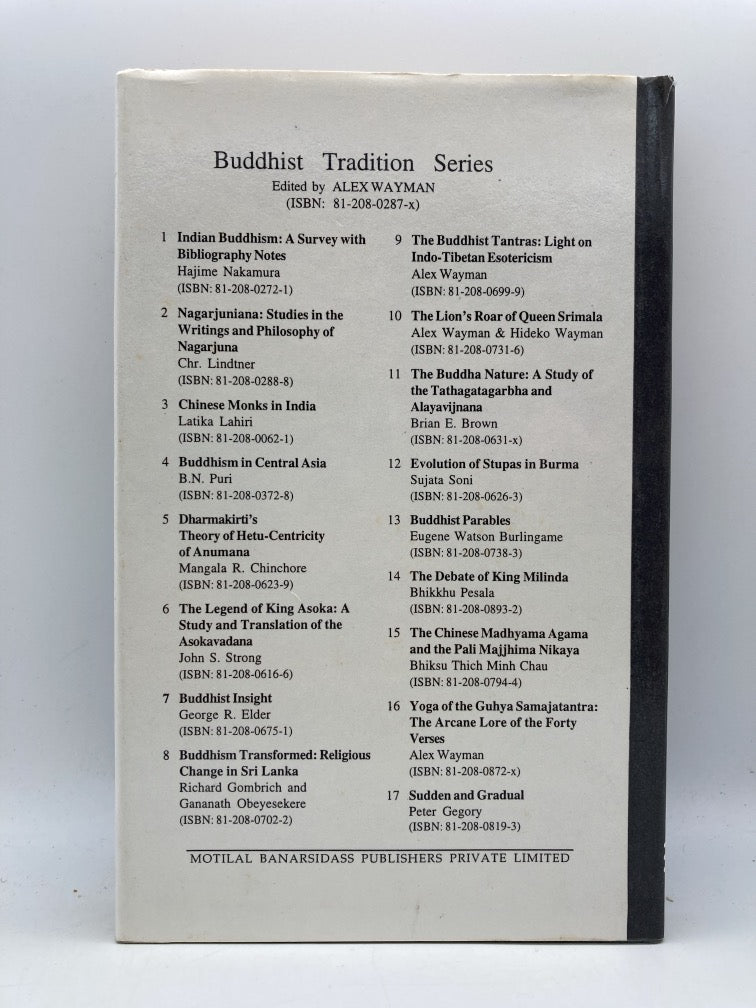 Buddhist Tradition Series
Edited by ALEX WAYMAN
(ISBN: 81-208-0287-x)
1 Indian Buddhism: A Survey with
Bibliography Notes
Hajime Nakamura
(ISBN: 81-208-0272-1)
2 Nagarjuniana: Studies in the
Writings and Philosophy of
Nagarjuna
Chr. Lindtner
(ISBN: 81-208-0288-8)
3 Chinese Monks in India
Latika Lahiri
(ISBN: 81-208-0062-1)
4 Buddhism in Central Asia
B.N. Puri
(ISBN: 81-208-0372-8)
5 Dharmakirti's
Theory of Hetu-Centricity
of Anumana
Mangala R. Chinchore
(ISBN: 81-208-0623-9)
6 The Legend of King Asoka: A
Study and Translation of the
Asokavadana
John S. Strong
(ISBN: 81-208-0616-6)
7 Buddhist Insight
George R. Elder
(ISBN: 81-208-0675-1)
8 Buddhism Transformed: Religious
Change in Sri Lanka
Richard Gombrich and
Gananath Obeyesekere
(ISBN: 81-208-0702-2)
9 The Buddhist Tantras: Light on
Indo-Tibetan Esotericism
Alex Wayman
(ISBN: 81-208-0699-9)
10 The Lion's Roar of Queen Srimala
Alex Wayman & Hideko Wayman
(ISBN: 81-208-0731-6)
11 The Buddha Nature: A Study of
the Tathagatagarbha and
Alayavijnana
Brian E. Brown
(ISBN: 81-208-0631-x)
12 Evolution of Stupas in Burma
Sujata Soni
(ISBN: 81-208-0626-3)
13 Buddhist Parables
Eugene Watson Burlingame
(ISBN: 81-208-0738-3)
14 The Debate of King Milinda
Bhikkhu Pesala
(ISBN: 81-208-0893-2)
15 The Chinese Madhyama Agama
and the Pali Majjhima Nikaya
Bhiksu Thich Minh Chau
(ISBN: 81-208-0794-4)
16 Yoga of the Guhya Samajatantra:
The Arcane Lore of the Forty
Verses
Alex Wayman
(ISBN: 81-208-0872-x)
17 Sudden and Gradual
Peter Gegory
(ISBN: 81-208-0819-3)
MOTILAL BANARSIDASS PUBLISHERS PRIVATE LIMITED